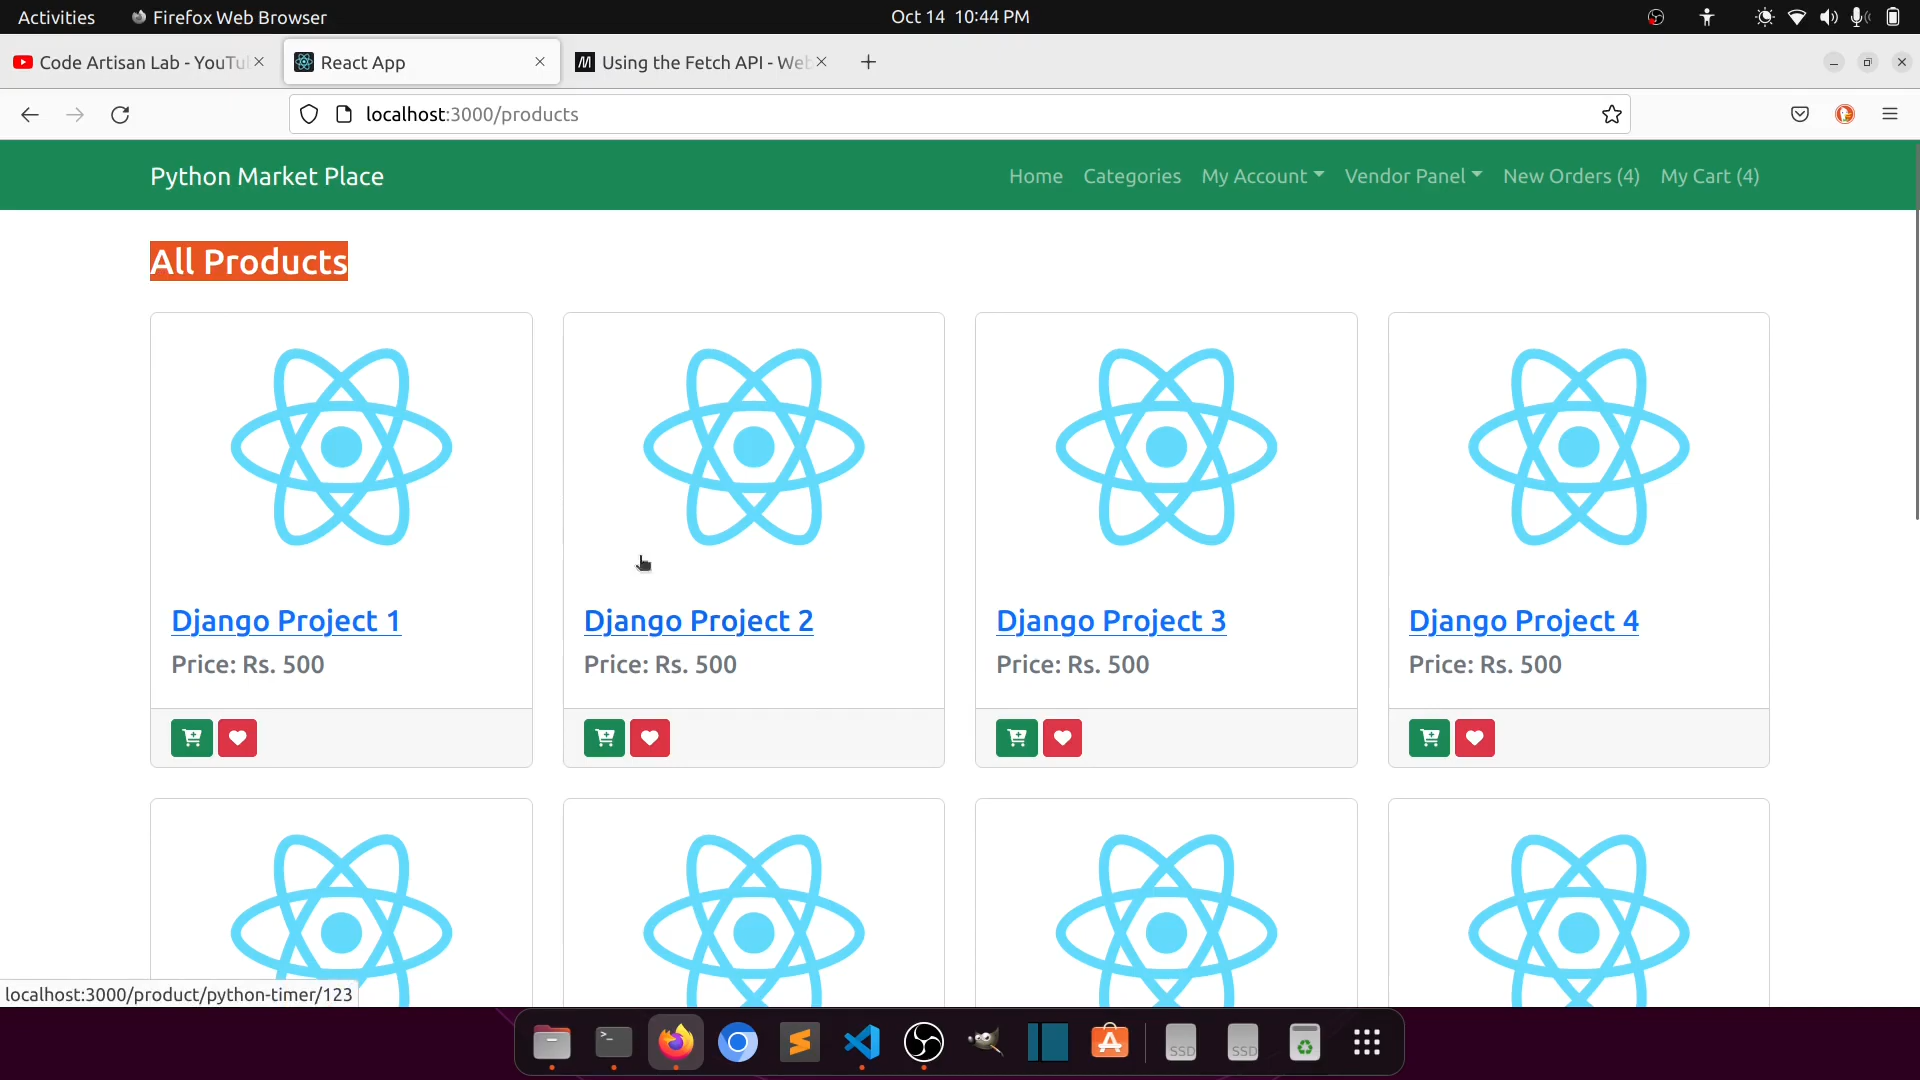 Activities Firefox Web Browser Oct 14 10:44 PM
Code Artisan Lab - YouTu React App Using the Fetch API - We
localhost:3000/products
Python Market Place Home Categories My Account Vendor Panel New Orders (4) My Cart (4)
All Products
Django Project 1 Django Project 2 Django Project 3 Django Project 4
Price: Rs. 500 Price: Rs. 500 Price: Rs. 500 Price: Rs. 500
localhost:3000/product/python-timer/123
SSD SSD